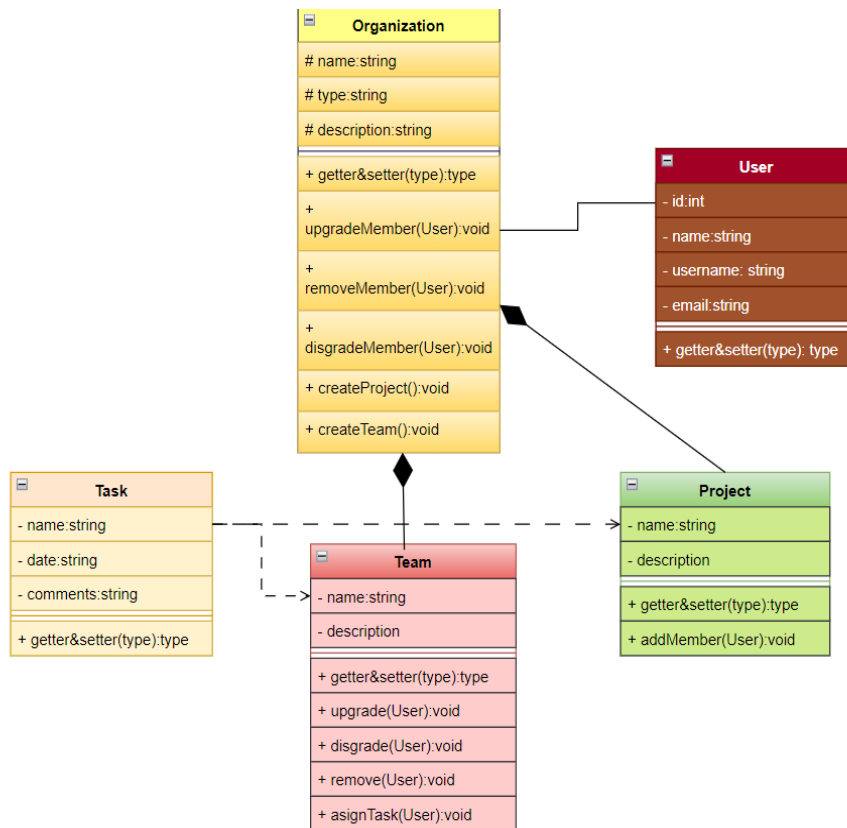 Organization
# name:string
# type:string
# description:string
+ getter&setter(type):type
+
upgradeMember(User):void
+
removeMember(User):void
+
disgradeMember(User):void
+ createProject():void
+ createTeam():void
User
- id:int
- name:string
- username: string
- email:string
+ getter&setter(type): type
Task
- name:string
- date:string
- comments:string
+ getter&setter(type):type
Team
- name:string
- description
+ getter&setter(type):type
+ upgrade(User):void
+ disgrade(User):void
+ remove(User):void
+ asignTask(User):void
Project
- name:string
- description
+ getter&setter(type):type
+ addMember(User):void